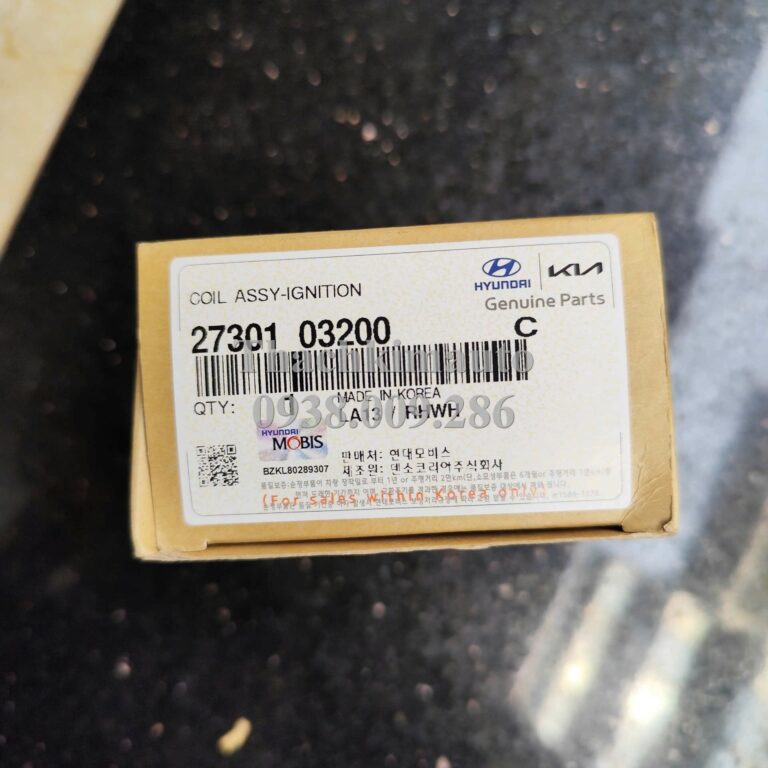 COIL ASSY-IGNITION
HYUNDAI KIA
Genuine Parts
27301 03200 C
Thachkimauto
QTY: 1
MADE IN KOREA
LA13 / RHWH
0938.009.286
HYUNDAI
MOBIS
BZKL80289307
판매처: 현대모비스
제조원: 덴소코리아주식회사
(For sales within Korea ONLY)